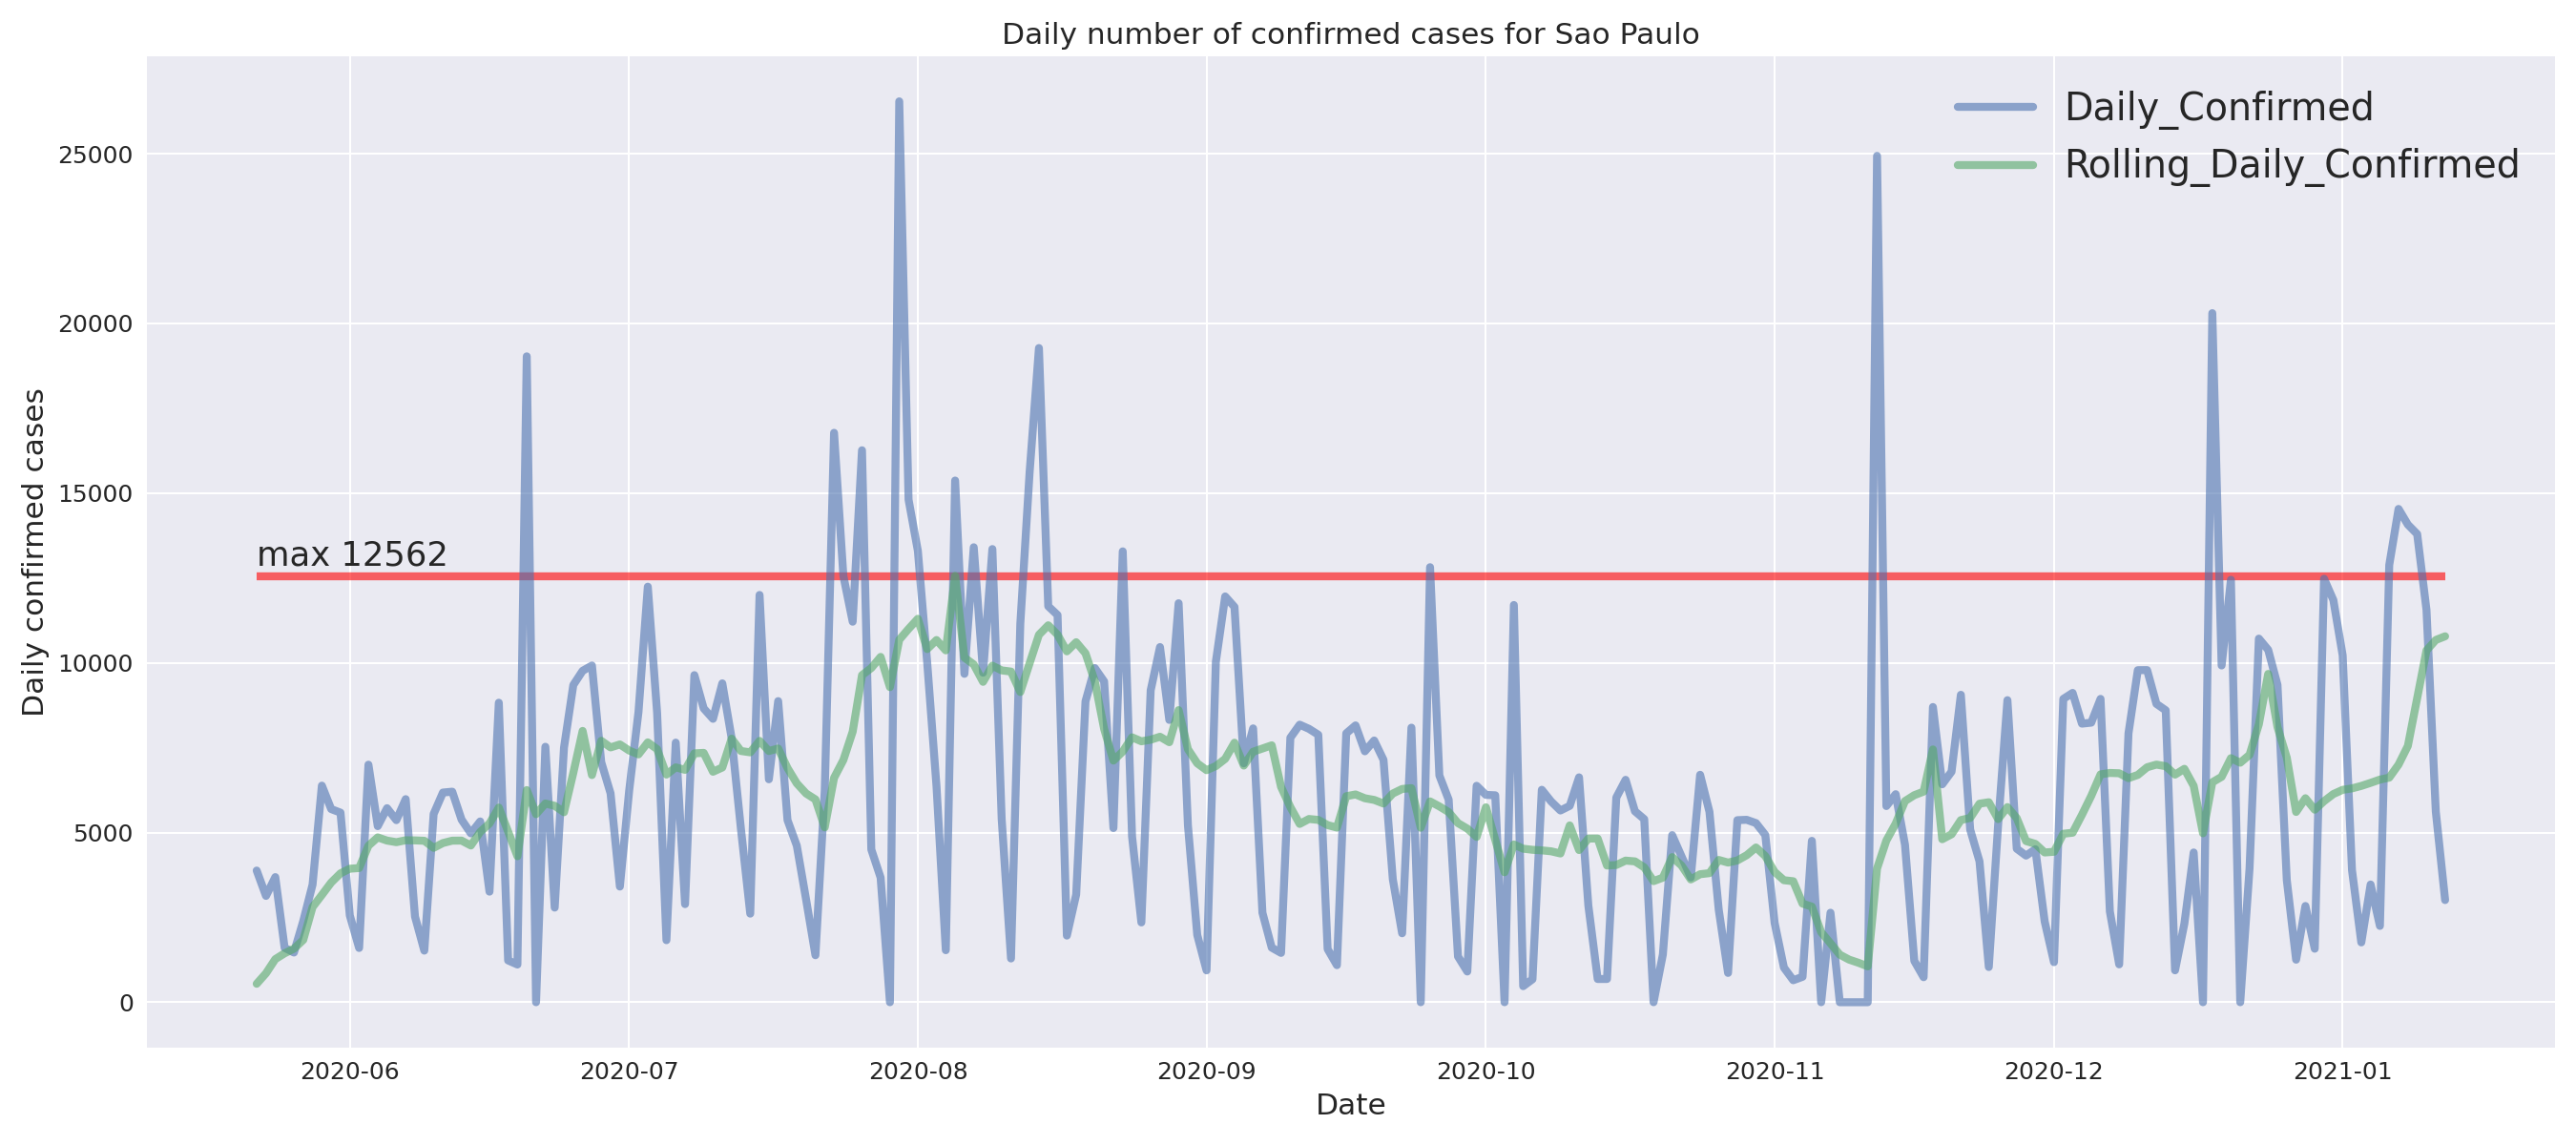 Daily number of confirmed cases for Sao Paulo
Daily_Confirmed
Rolling_Daily_Confirmed
max 12562
Daily confirmed cases
25000
20000
15000
10000
5000
0
2020-06 2020-07 2020-08 2020-09 2020-10 2020-11 2020-12 2021-01
Date